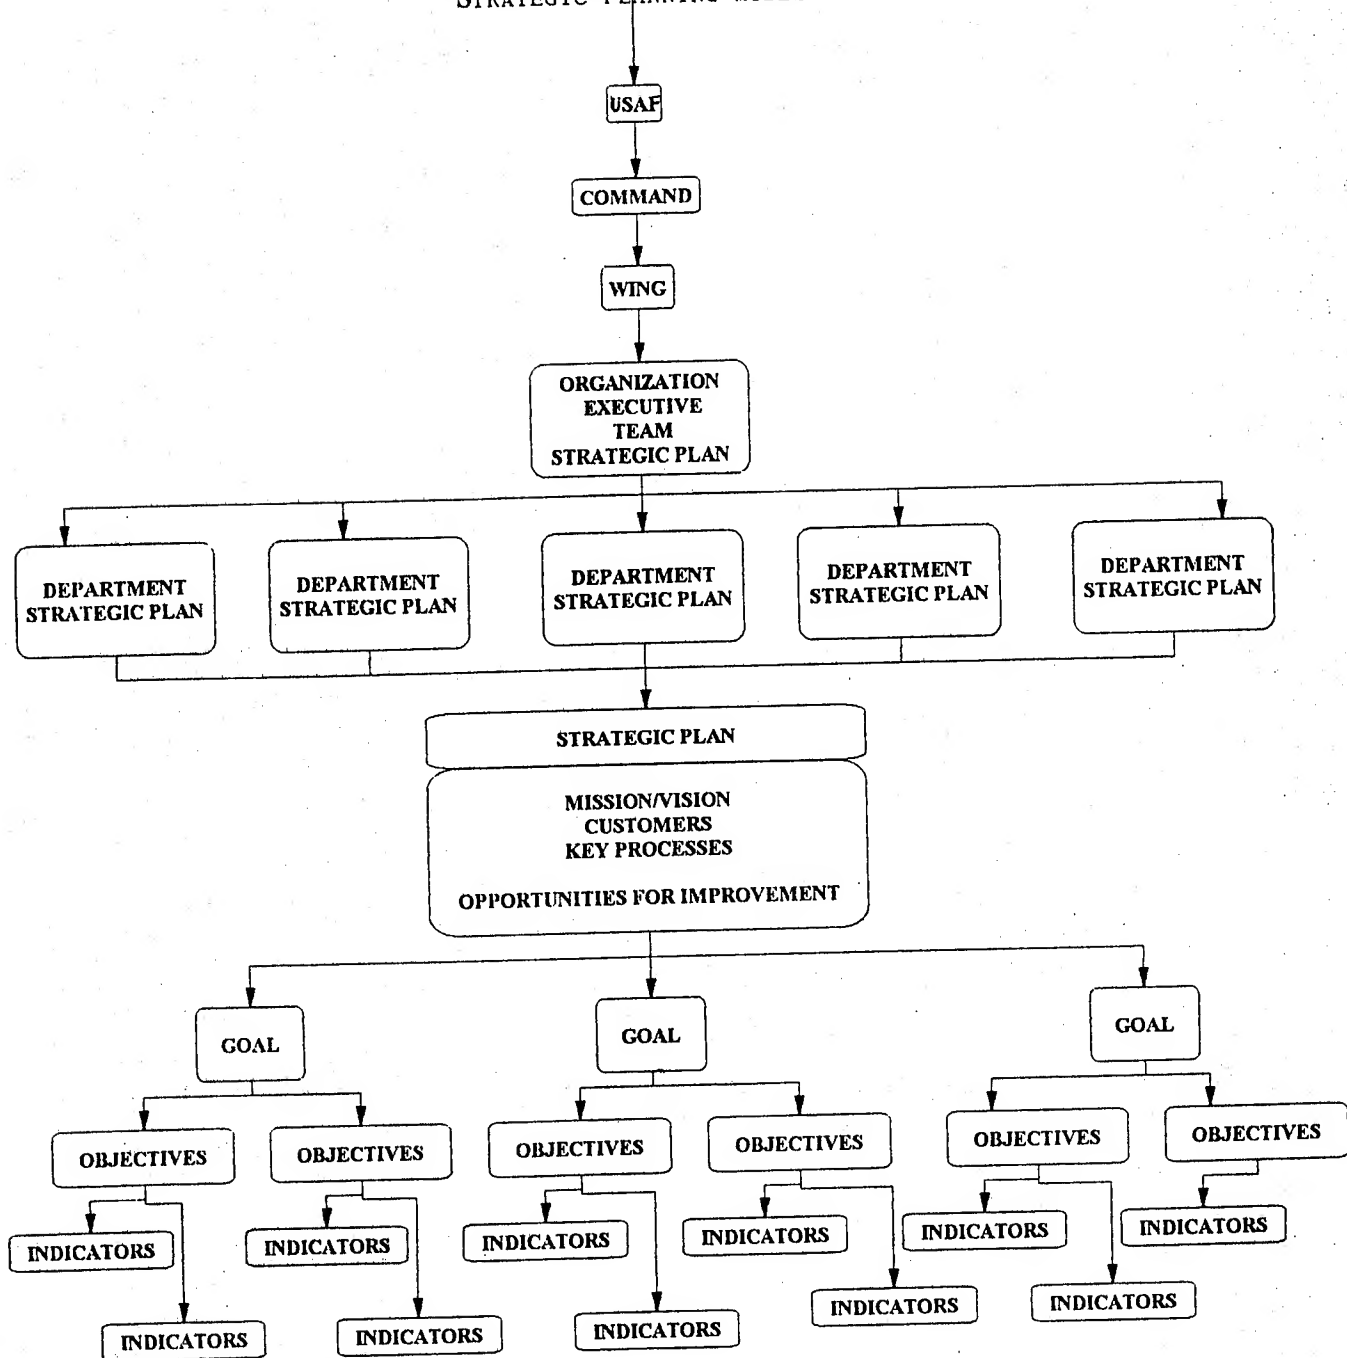 STRATEGIC PLANNING
USAF
COMMAND
WING
ORGANIZATION
EXECUTIVE
TEAM
STRATEGIC PLAN
DEPARTMENT
STRATEGIC PLAN
DEPARTMENT
STRATEGIC PLAN
DEPARTMENT
STRATEGIC PLAN
DEPARTMENT
STRATEGIC PLAN
DEPARTMENT
STRATEGIC PLAN
STRATEGIC PLAN
MISSION/VISION
CUSTOMERS
KEY PROCESSES
OPPORTUNITIES FOR IMPROVEMENT
GOAL
GOAL
GOAL
OBJECTIVES
OBJECTIVES
OBJECTIVES
OBJECTIVES
OBJECTIVES
OBJECTIVES
INDICATORS
INDICATORS
INDICATORS
INDICATORS
INDICATORS
INDICATORS
INDICATORS
INDICATORS
INDICATORS
INDICATORS
INDICATORS